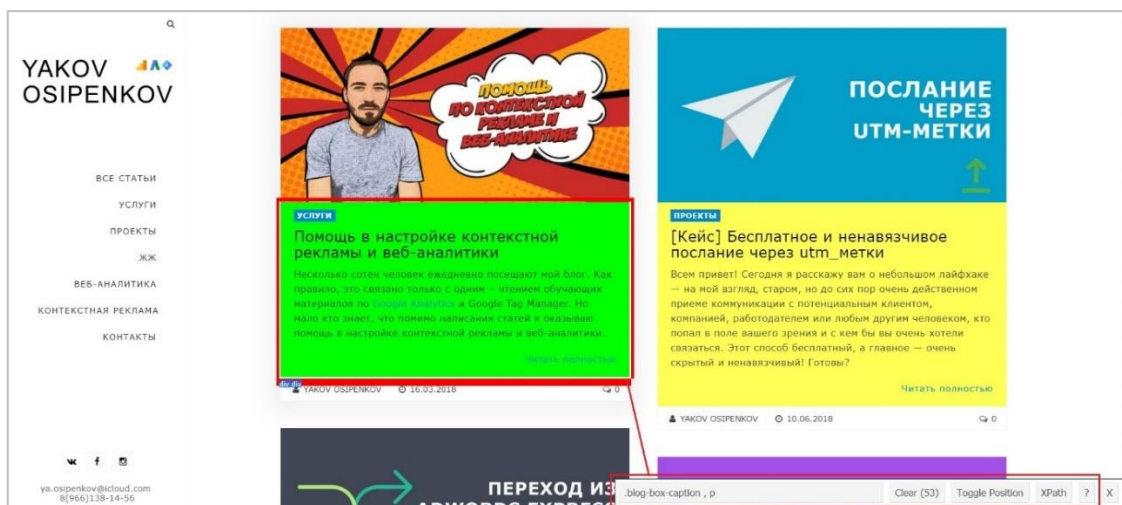 YAKOV
OSIPENKOV
ВСЕ СТАТЬИ
УСЛУГИ
ПРОЕКТЫ
ЖЖ
ВЕБ-АНАЛИТИКА
КОНТЕКСТНАЯ РЕКЛАМА
КОНТАКТЫ
ya.osipenkov@icloud.com
8(966)138-14-56
ПОМОЩЬ
ПО КОНТЕКСТНОЙ
РЕКЛАМЕ И
ВЕБ-АНАЛИТИКЕ
УСЛУГИ
Помощь в настройке контекстной
рекламы и веб-аналитики
Несколько сотен человек ежедневно посещают мой блог. Как
правило, это связано только с одним – чтением обучающих
материалов по Google Analytics и Google Tag Manager. Но
мало кто знает, что помимо написания статей я оказываю
помощь в настройке контекстной рекламы и веб-аналитики.
Читать полностью
div div
YAKOV OSIPENKOV 16.03.2018 0
ПОСЛАНИЕ
ЧЕРЕЗ
UTM-МЕТКИ
ПРОЕКТЫ
[Кейс] Бесплатное и ненавязчивое
послание через utm_метки
Всем привет! Сегодня я расскажу вам о небольшом лайфхаке
— на мой взгляд, старом, но до сих пор очень действенном
приеме коммуникации с потенциальным клиентом,
компанией, работодателем или любым другим человеком, кто
попал в поле вашего зрения и с кем бы вы очень хотели
связаться. Этот способ бесплатный, а главное — очень
скрытый и ненавязчивый! Готовы?
Читать полностью
YAKOV OSIPENKOV 10.06.2018 0
ПЕРЕХОД ИЗ
ADWORDS EXPRESS
.blog-box-caption , p Clear (53) Toggle Position XPath ? X